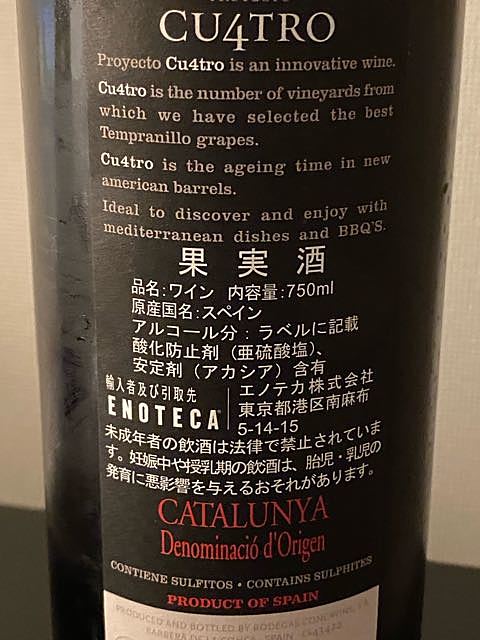 CU4TRO
Proyecto Cu4tro is an innovative wine.
Cu4tro is the number of vineyards from
which we have selected the best
Tempranillo grapes.
Cu4tro is the ageing time in new
american barrels.
Ideal to discover and enjoy with
mediterranean dishes and BBQ'S.
果実酒
品名:ワイン 内容量:750ml
原産国名:スペイン
アルコール分:ラベルに記載
酸化防止剤(亜硫酸塩)、
安定剤(アカシア)含有
輸入者及び引取先
ENOTECA
エノテカ株式会社
東京都港区南麻布
5-14-15
未成年者の飲酒は法律で禁止されていま
す。妊娠中や授乳期の飲酒は、胎児・乳児の
発育に悪影響を与えるおそれがあります。
CATALUNYA
Denominació d'Origen
CONTIENE SULFITOS • CONTAINS SULPHITES
PRODUCT OF SPAIN
PRODUCED AND BOTTLED BY BODEGAS